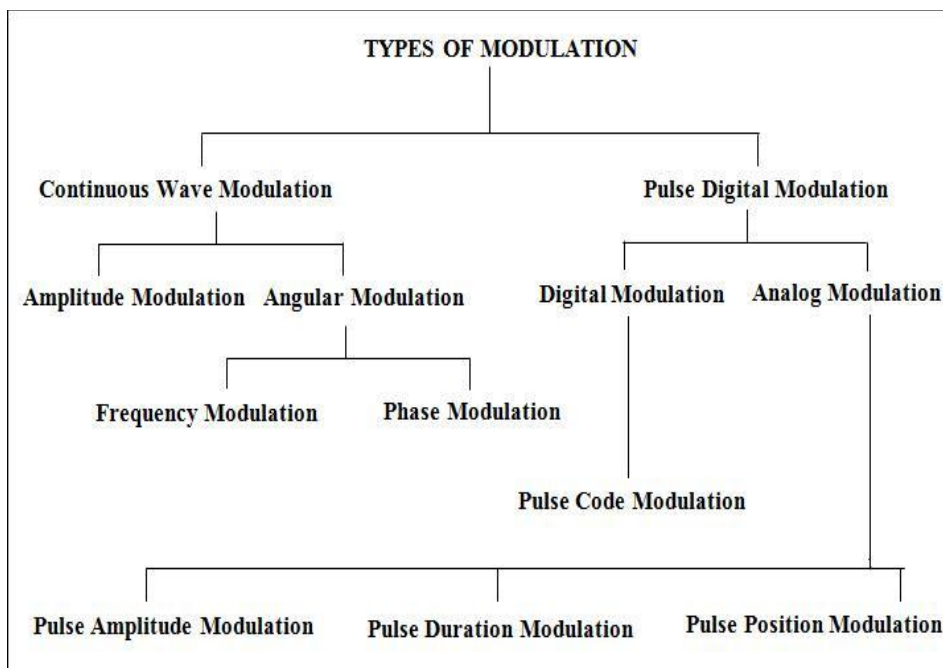 TYPES OF MODULATION
Continuous Wave Modulation
Pulse Digital Modulation
Amplitude Modulation
Angular Modulation
Digital Modulation
Analog Modulation
Frequency Modulation
Phase Modulation
Pulse Code Modulation
Pulse Amplitude Modulation
Pulse Duration Modulation
Pulse Position Modulation